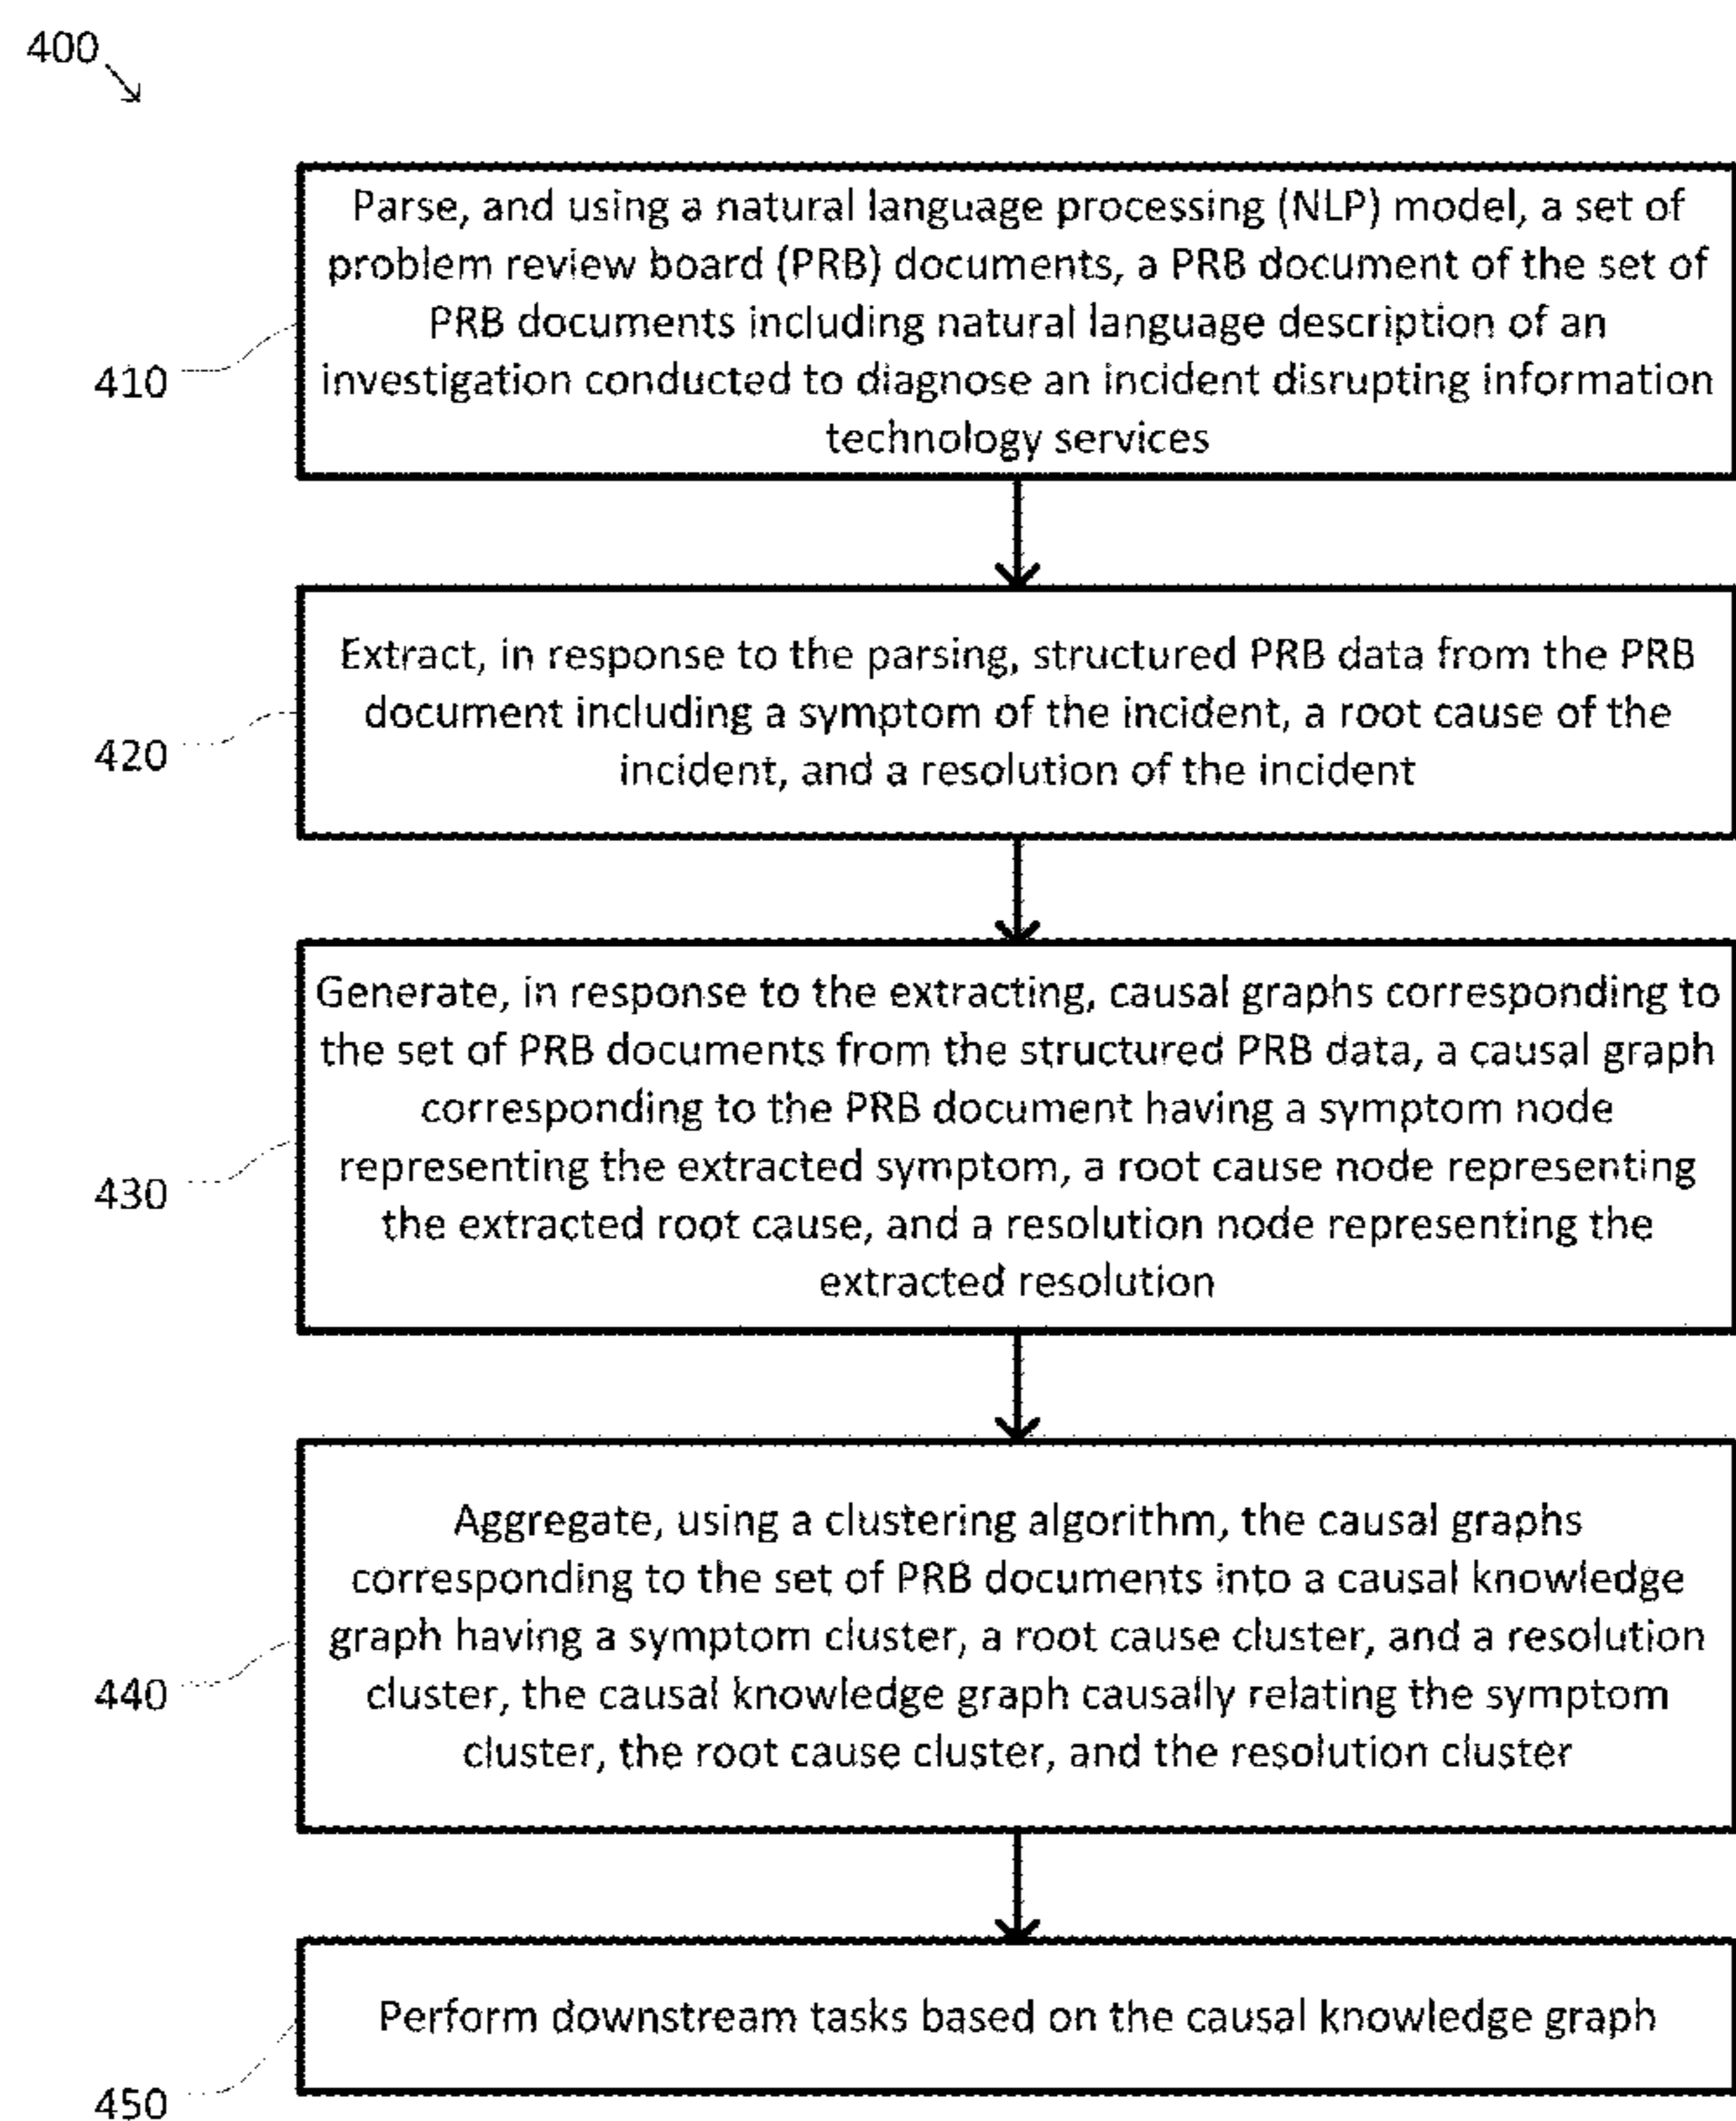 400
Parse, and using a natural language processing (NLP) model, a set of
problem review board (PRB) documents, a PRB document of the set of
PRB documents including natural language description of an
investigation conducted to diagnose an incident disrupting information
technology services
410
Extract, in response to the parsing, structured PRB data from the PRB
document including a symptom of the incident, a root cause of the
incident, and a resolution of the incident
420
Generate, in response to the extracting, causal graphs corresponding to
the set of PRB documents from the structured PRB data, a causal graph
corresponding to the PRB document having a symptom node
representing the extracted symptom, a root cause node representing
the extracted root cause, and a resolution node representing the
extracted resolution
430
Aggregate, using a clustering algorithm, the causal graphs
corresponding to the set of PRB documents into a causal knowledge
graph having a symptom cluster, a root cause cluster, and a resolution
cluster, the causal knowledge graph causally relating the symptom
cluster, the root cause cluster, and the resolution cluster
440
Perform downstream tasks based on the causal knowledge graph
450